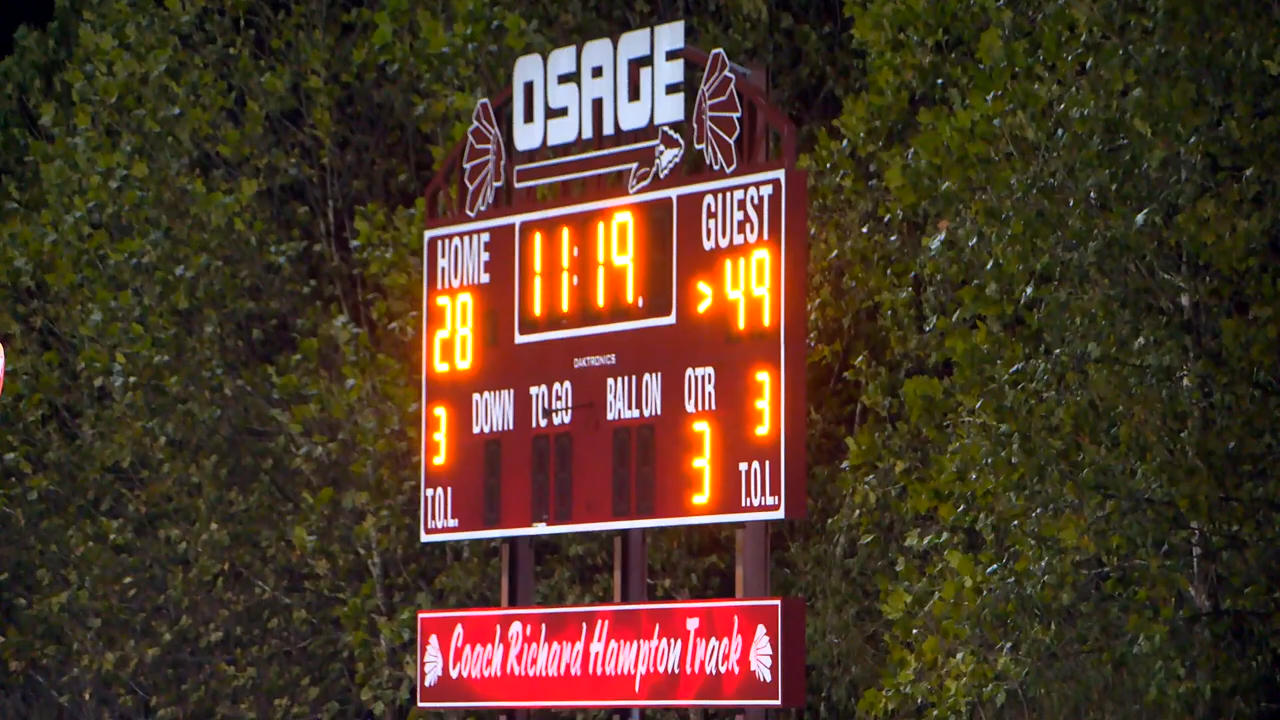 OSAGE
HOME 11:19 GUEST
28 >49
DAKTRONICS
DOWN TO GO BALL ON QTR
3 3 3
T.O.L. T.O.L.
Coach Richard Hampton Track